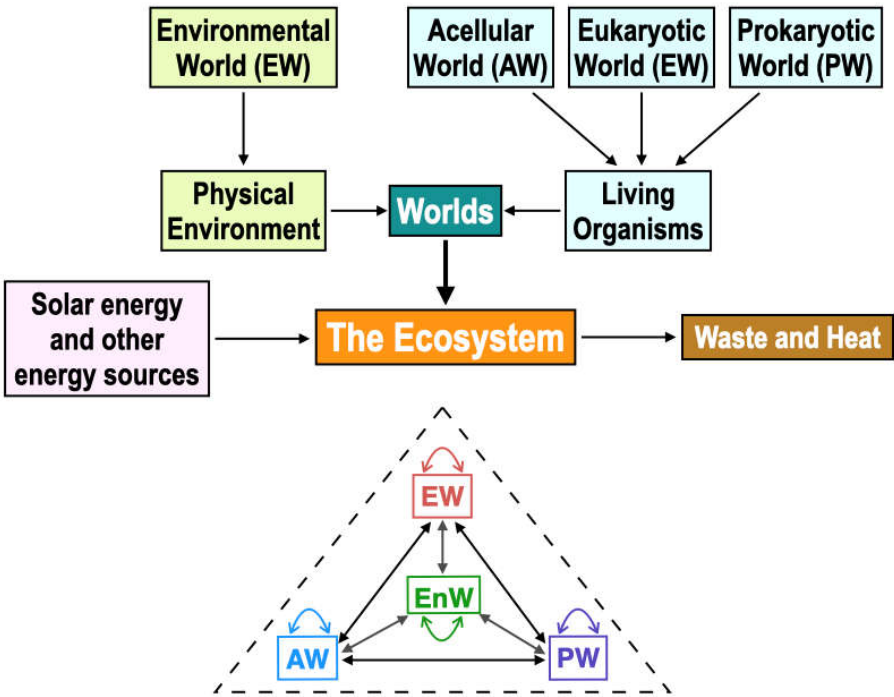 Environmental
World (EW)
Acellular
World (AW)
Eukaryotic
World (EW)
Prokaryotic
World (PW)
Physical
Environment
Worlds
Living
Organisms
Solar energy
and other
energy sources
The Ecosystem
Waste and Heat
EW
EnW
AW
PW